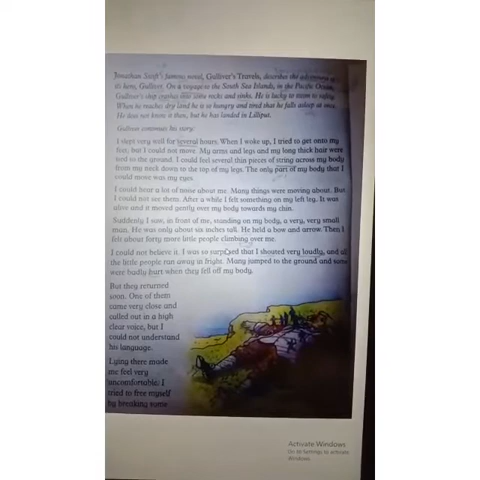 Jonathan Swift's famous novel, Gulliver's Travels, describes the adventures of
its hero, Gulliver. On a voyage to the South Sea Islands, in the Pacific Ocean,
Gulliver's ship crashes into some rocks and sinks. He is lucky to swim to safety.
When he reaches dry land he is so hungry and tired that he falls asleep at once.
He does not know it then, but he has landed in Lilliput.
Gulliver continues his story:
I slept very well for several hours. When I woke up, I tried to get onto my
feet, but I could not move. My arms and legs and my long thick hair were
tied to the ground. I could feel several thin pieces of string across my body
from my neck down to the top of my legs. The only part of my body that I
could move was my eyes.
I could hear a lot of noise about me. Many things were moving about. But
I could not see them. After a while I felt something on my left leg. It was
alive and it moved gently over my body towards my chin.
Suddenly I saw, in front of me, standing on my body, a very, very small
man. He was only about six inches tall. He held a bow and arrow. Then I
felt about forty more little people climbing over me.
I could not believe it. I was so surprised that I shouted very loudly, and all
the little people ran away in fright. Many jumped to the ground and some
were badly hurt when they fell off my body.
But they returned
soon. One of them
came very close and
called out in a high
clear voice, but I
could not understand
his language.
Lying there made
me feel very
uncomfortable. I
tried to free myself
by breaking some
Activate Windows
Go to Settings to activate
Windows.